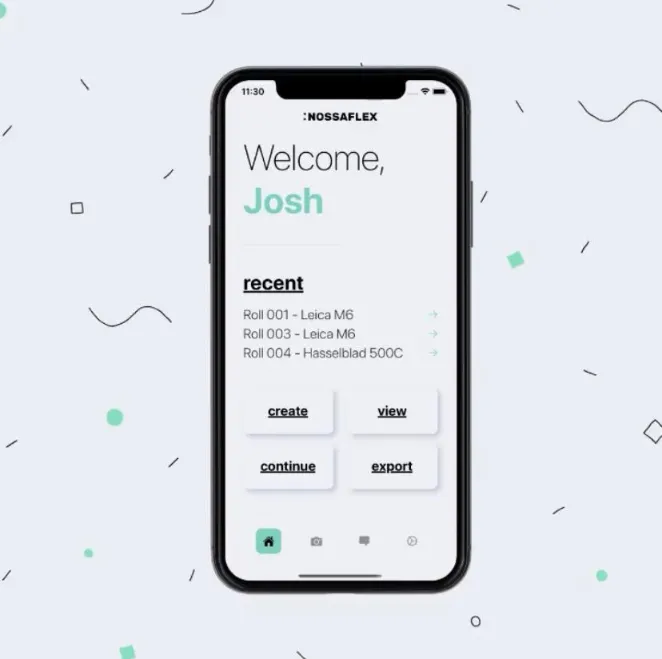 11:30
:NOSSAFLEX
Welcome,
Josh
recent
Roll 001 - Leica M6
Roll 003 - Leica M6
Roll 004 - Hasselblad 500C
create
view
continue
export